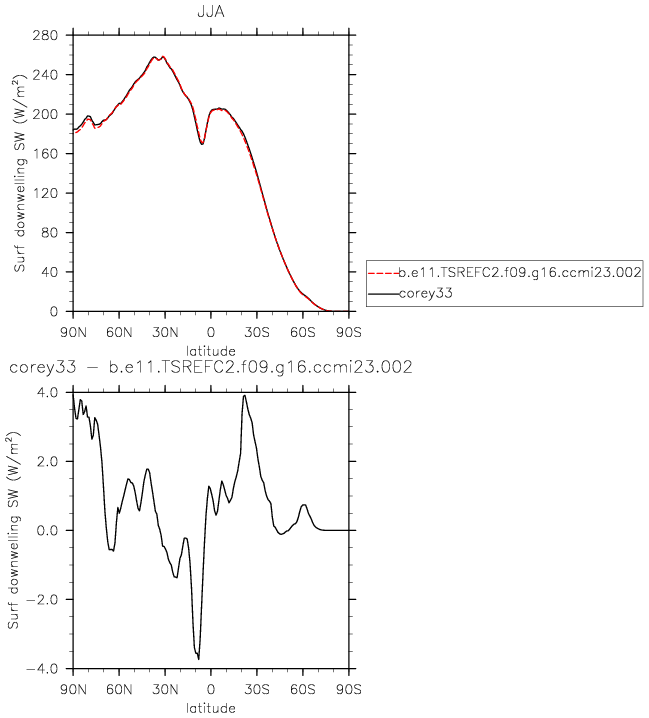 JJA
280
240
200
160
120
80
40
0
Surf downwelling SW (W/m²)
90N 60N 30N 0 30S 60S 90S
latitude
b.e11.TSREFC2.f09.g16.ccmi23.002
corey33
corey33 − b.e11.TSREFC2.f09.g16.ccmi23.002
4.0
2.0
0.0
−2.0
−4.0
Surf downwelling SW (W/m²)
90N 60N 30N 0 30S 60S 90S
latitude